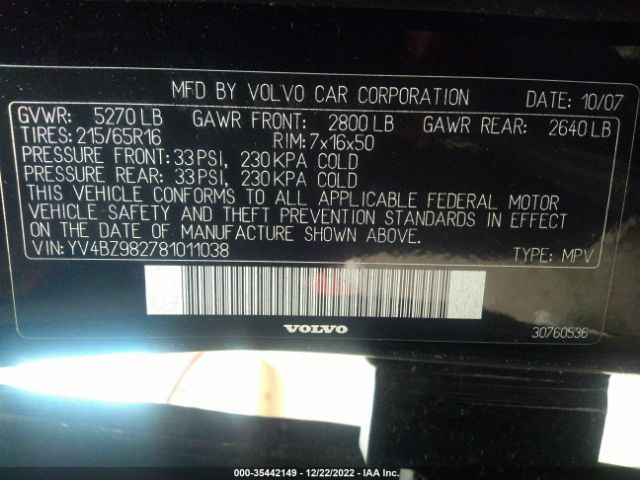 MFD BY VOLVO CAR CORPORATION DATE: 10/07
GVWR: 5270 LB GAWR FRONT: 2800 LB GAWR REAR: 2640 LB
TIRES: 215/65R16 RIM: 7x16x50
PRESSURE FRONT: 33 PSI, 230 KPA COLD
PRESSURE REAR: 33 PSI, 230 KPA COLD
THIS VEHICLE CONFORMS TO ALL APPLICABLE FEDERAL MOTOR
VEHICLE SAFETY AND THEFT PREVENTION STANDARDS IN EFFECT
ON THE DATE OF MANUFACTURE SHOWN ABOVE.
VIN: YV4BZ982781011038 TYPE: MPV
VOLVO 30760536
000-35442149 - 12/22/2022 - IAA Inc.